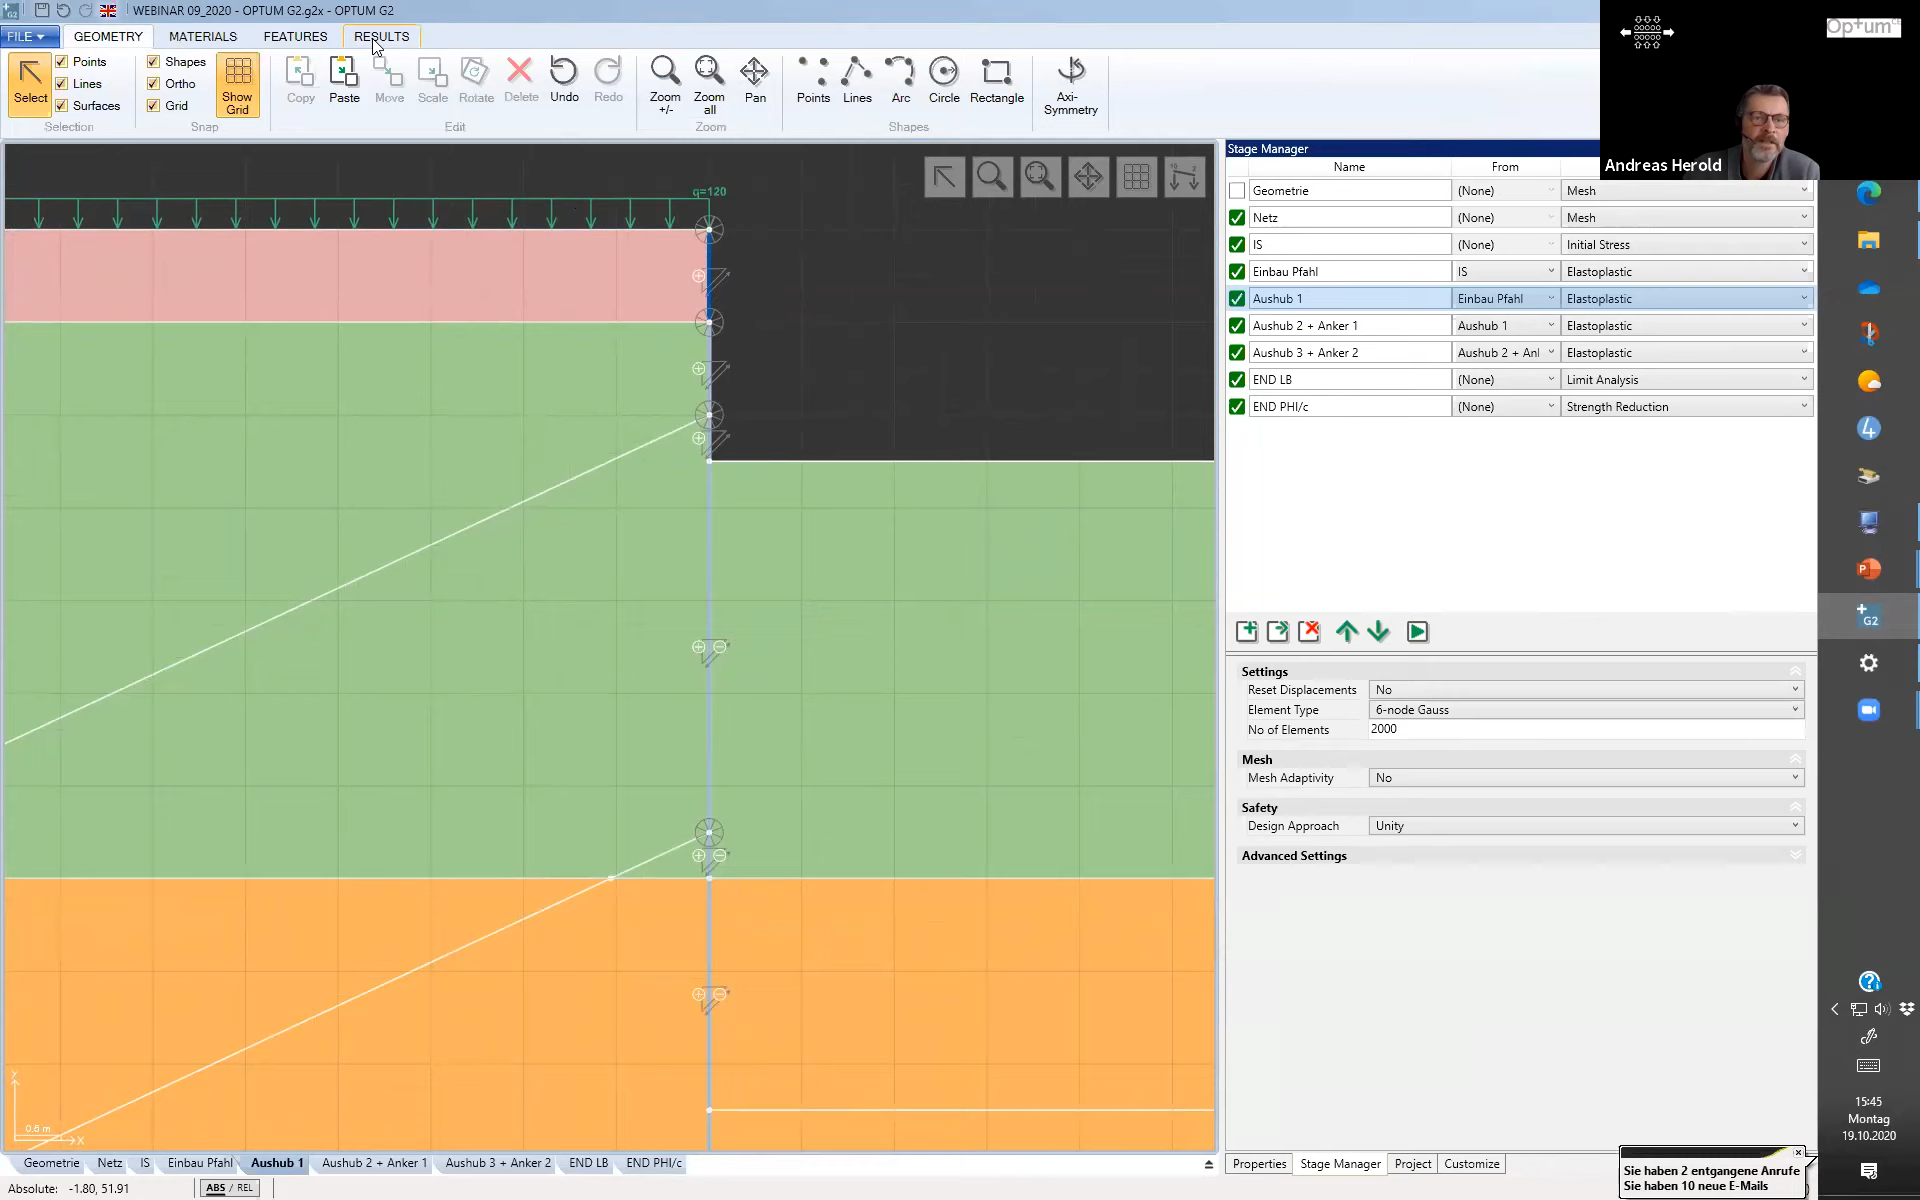 WEBINAR 09_2020 - OPTUM G2.g2x - OPTUM G2
FILE
GEOMETRY
MATERIALS
FEATURES
RESULTS
Select
Points
Lines
Surfaces
Selection
Shapes
Ortho
Grid
Snap
Show
Grid
Copy
Paste
Move
Scale
Rotate
Delete
Undo
Redo
Edit
Zoom
+/-
Zoom
all
Pan
Zoom
Points
Lines
Arc
Circle
Rectangle
Shapes
Axi-
Symmetry
Andreas Herold
q=120
Stage Manager
Name
From
Geometrie
(None)
Mesh
Netz
(None)
Mesh
IS
(None)
Initial Stress
Einbau Pfahl
IS
Elastoplastic
Aushub 1
Einbau Pfahl
Elastoplastic
Aushub 2 + Anker 1
Aushub 1
Elastoplastic
Aushub 3 + Anker 2
Aushub 2 + Anl
Elastoplastic
END LB
(None)
Limit Analysis
END PHI/c
(None)
Strength Reduction
Settings
Reset Displacements
No
Element Type
6-node Gauss
No of Elements
2000
Mesh
Mesh Adaptivity
No
Safety
Design Approach
Unity
Advanced Settings
0.6 m
X
Geometrie
Netz
IS
Einbau Pfahl
Aushub 1
Aushub 2 + Anker 1
Aushub 3 + Anker 2
END LB
END PHI/c
Properties
Stage Manager
Project
Customize
Absolute: -1.80, 51.91
ABS / REL
G2
15:45
Montag
19.10.2020
Sie haben 2 entgangene Anrufe
Sie haben 10 neue E-Mails